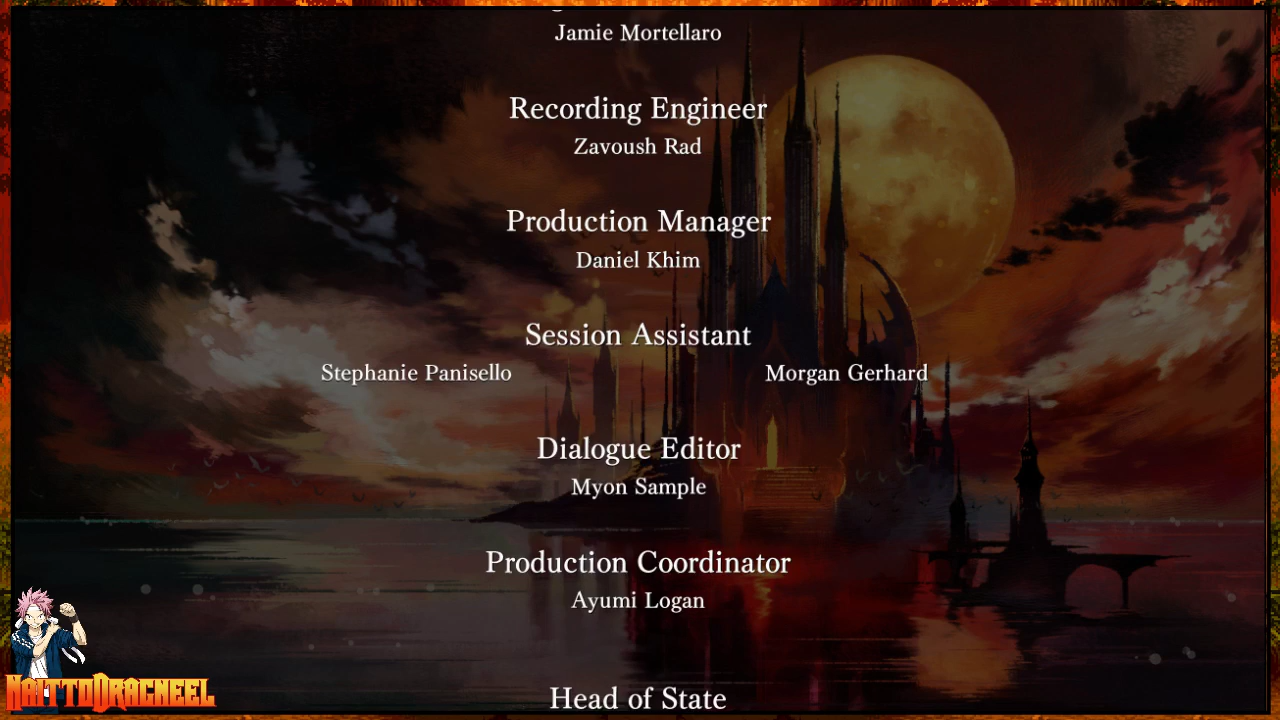 Jamie Mortellaro
Recording Engineer
Zavoush Rad
Production Manager
Daniel Khim
Session Assistant
Stephanie Panisello Morgan Gerhard
Dialogue Editor
Myon Sample
Production Coordinator
Ayumi Logan
Head of State
NaittoDragneel